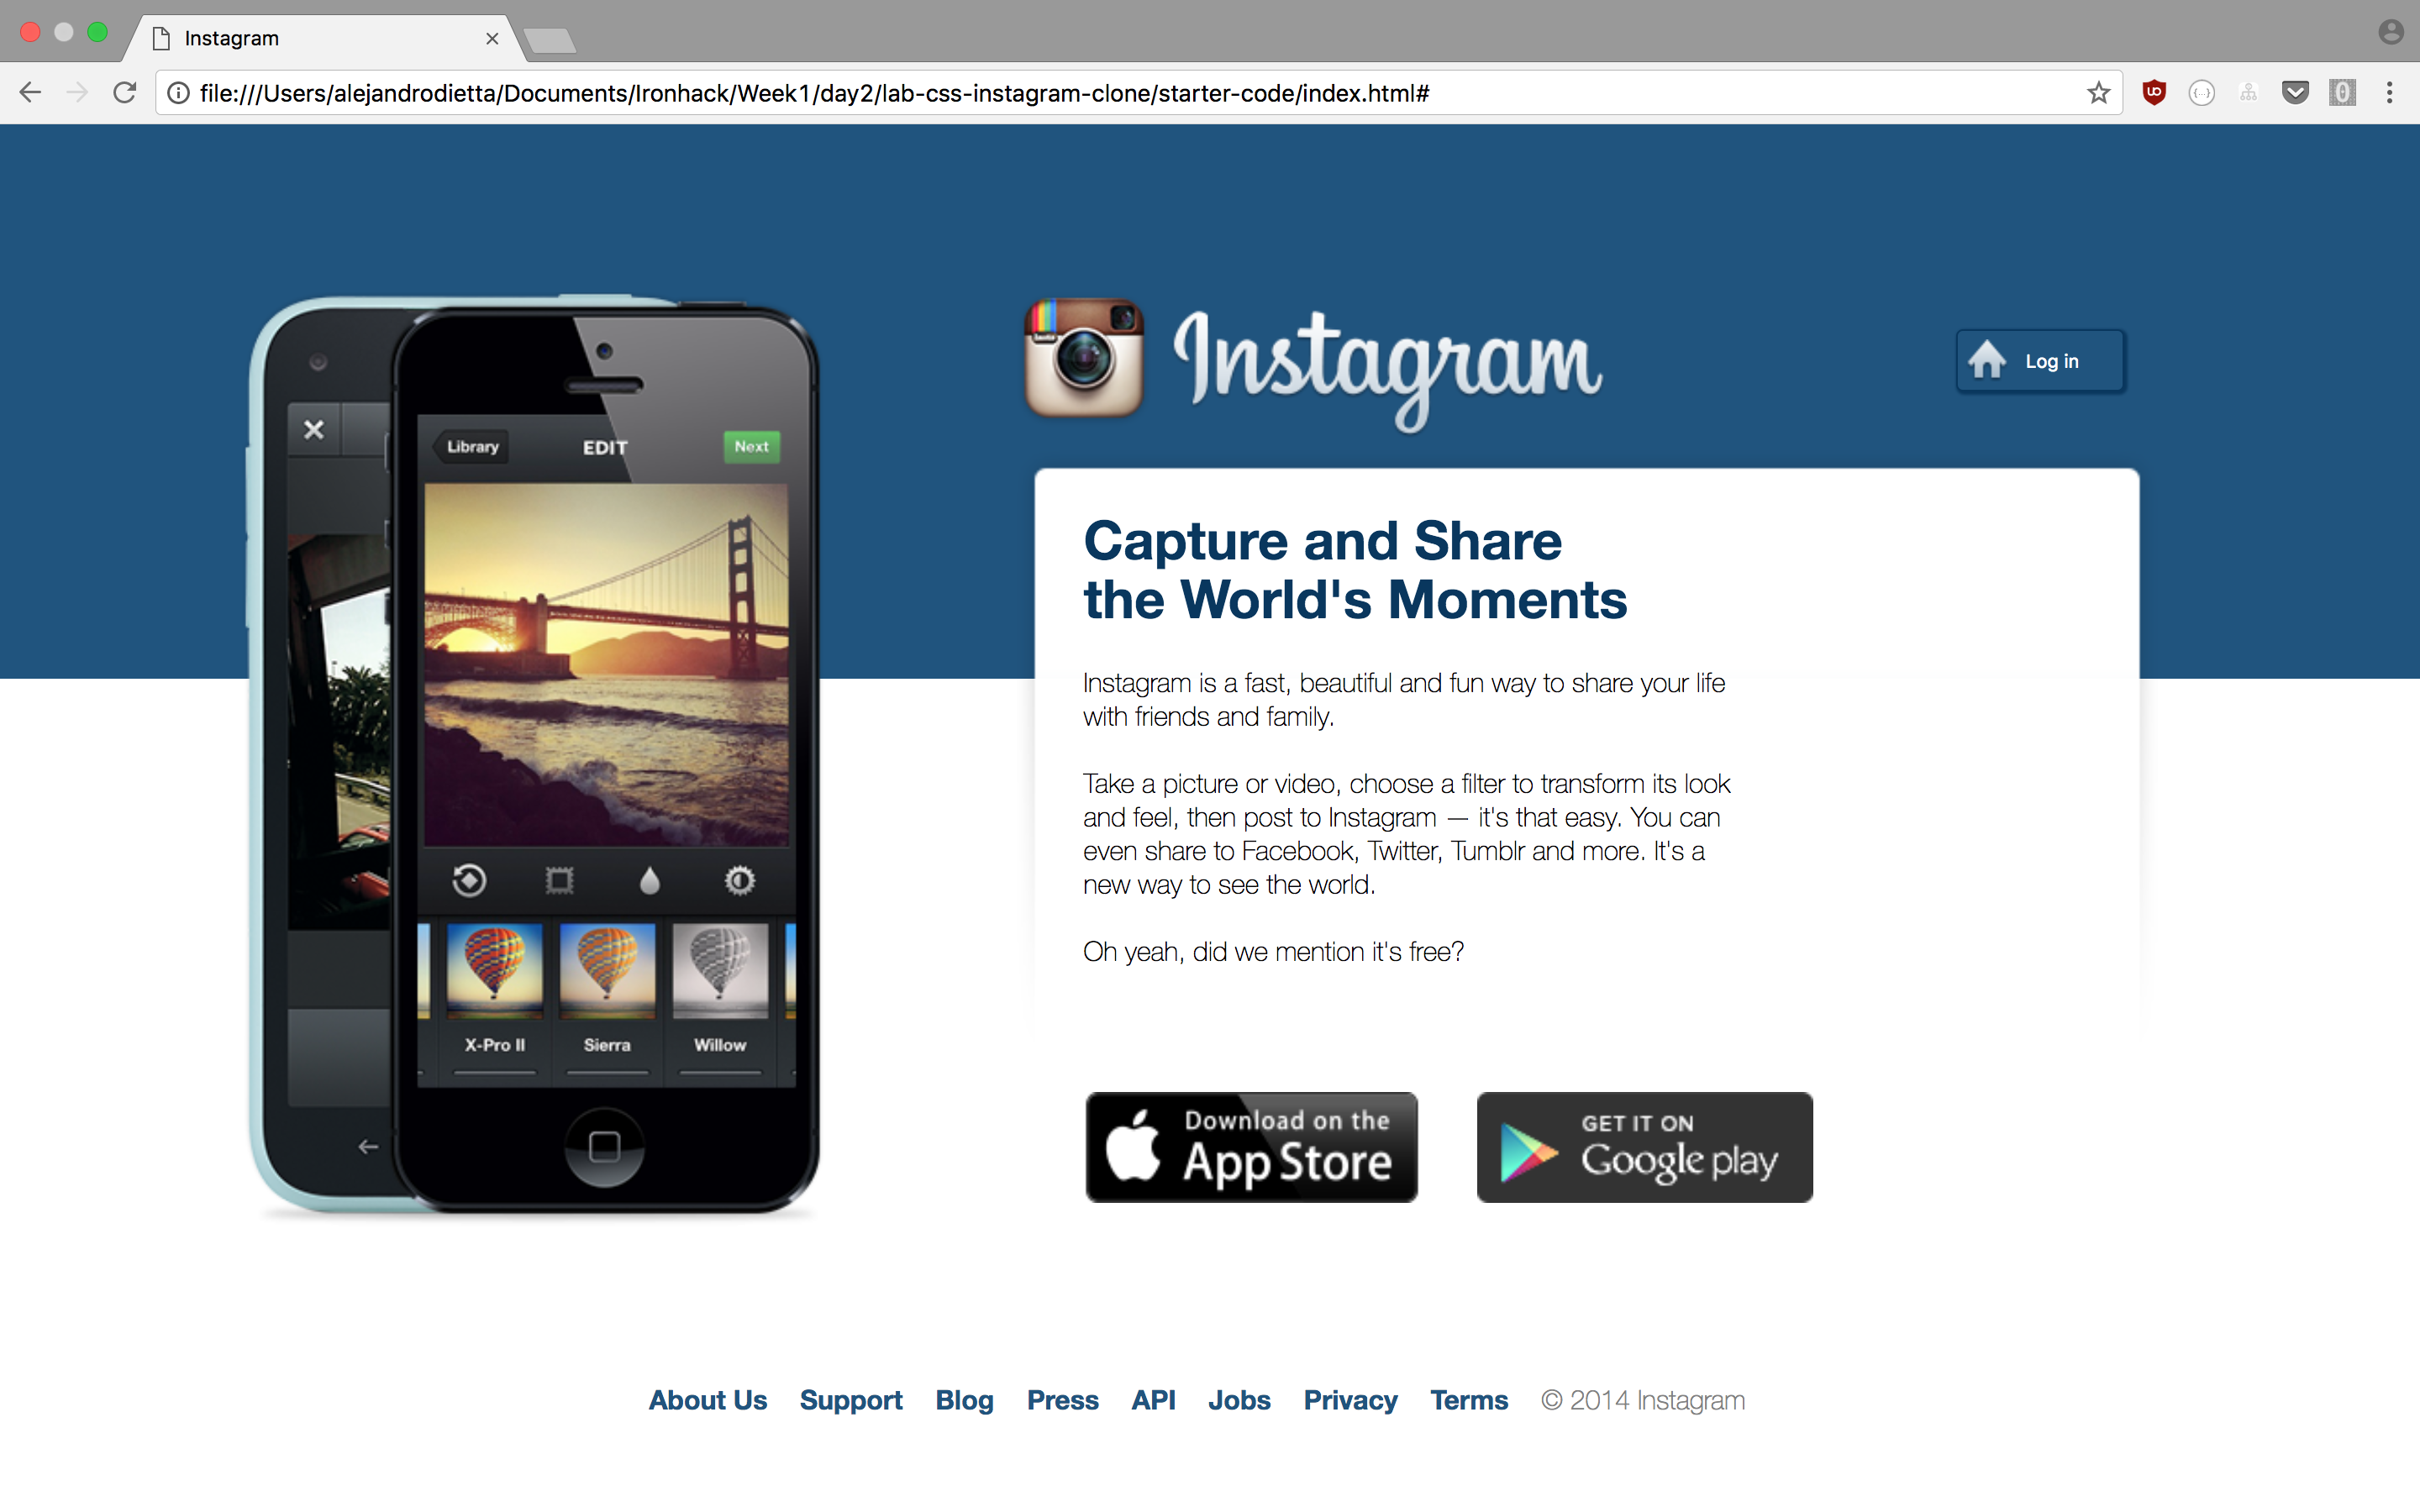 Instagram
file:///Users/alejandrodietta/Documents/Ironhack/Week1/day2/lab-css-instagram-clone/starter-code/index.html#
Instagram
Log in
Library
EDIT
Next
X-Pro II
Sierra
Willow
Capture and Share
the World's Moments
Instagram is a fast, beautiful and fun way to share your life
with friends and family.
Take a picture or video, choose a filter to transform its look
and feel, then post to Instagram — it's that easy. You can
even share to Facebook, Twitter, Tumblr and more. It's a
new way to see the world.
Oh yeah, did we mention it's free?
Download on the
App Store
GET IT ON
Google play
About Us Support Blog Press API Jobs Privacy Terms © 2014 Instagram